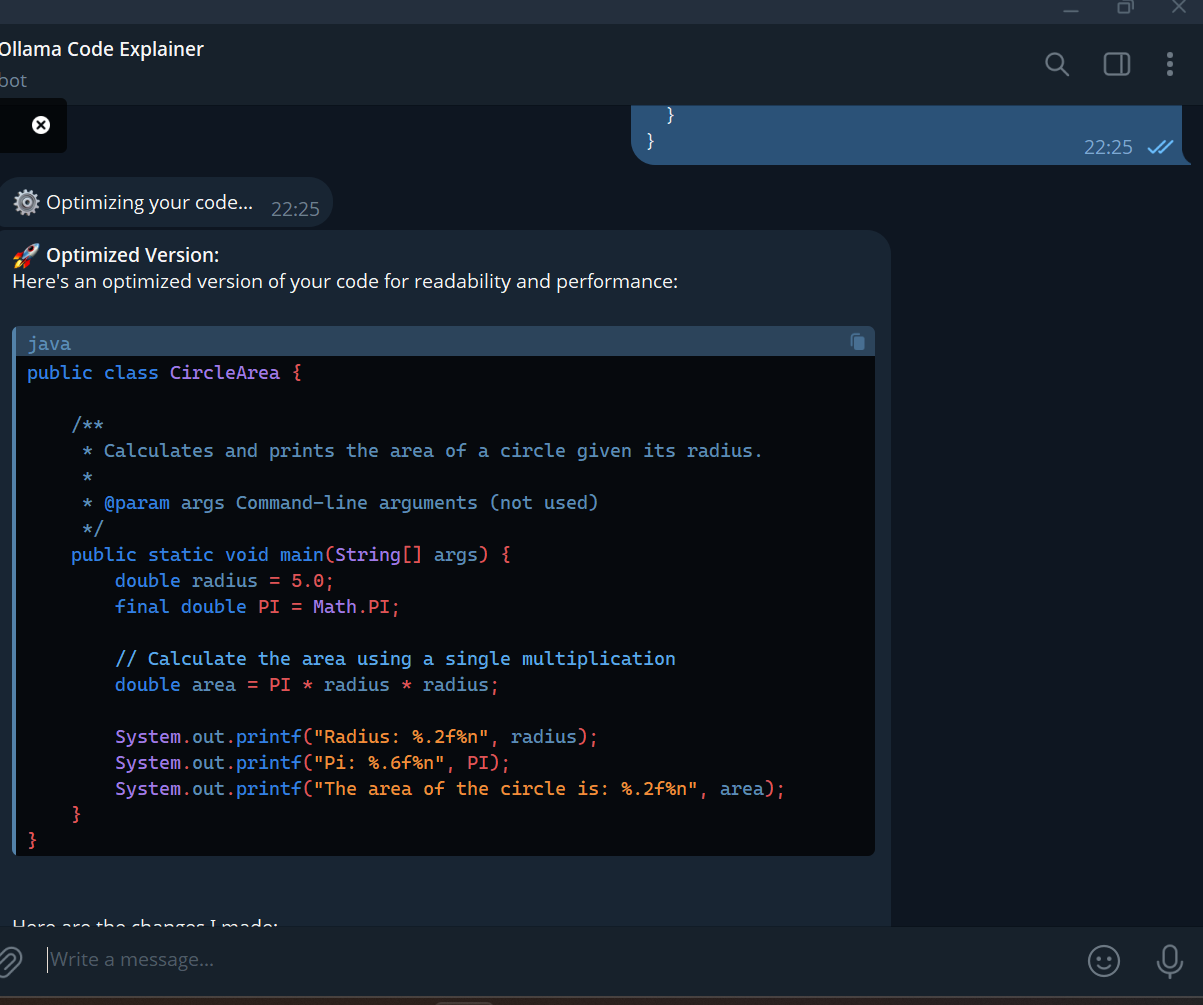 Ollama Code Explainer
bot
}
}
22:25
Optimizing your code... 22:25
Optimized Version:
Here's an optimized version of your code for readability and performance:
java
public class CircleArea {
/**
* Calculates and prints the area of a circle given its radius.
*
* @param args Command-line arguments (not used)
*/
public static void main(String[] args) {
double radius = 5.0;
final double PI = Math.PI;
// Calculate the area using a single multiplication
double area = PI * radius * radius;
System.out.printf("Radius: %.2f%n", radius);
System.out.printf("Pi: %.6f%n", PI);
System.out.printf("The area of the circle is: %.2f%n", area);
}
}
Here are the changes I made:
Write a message...